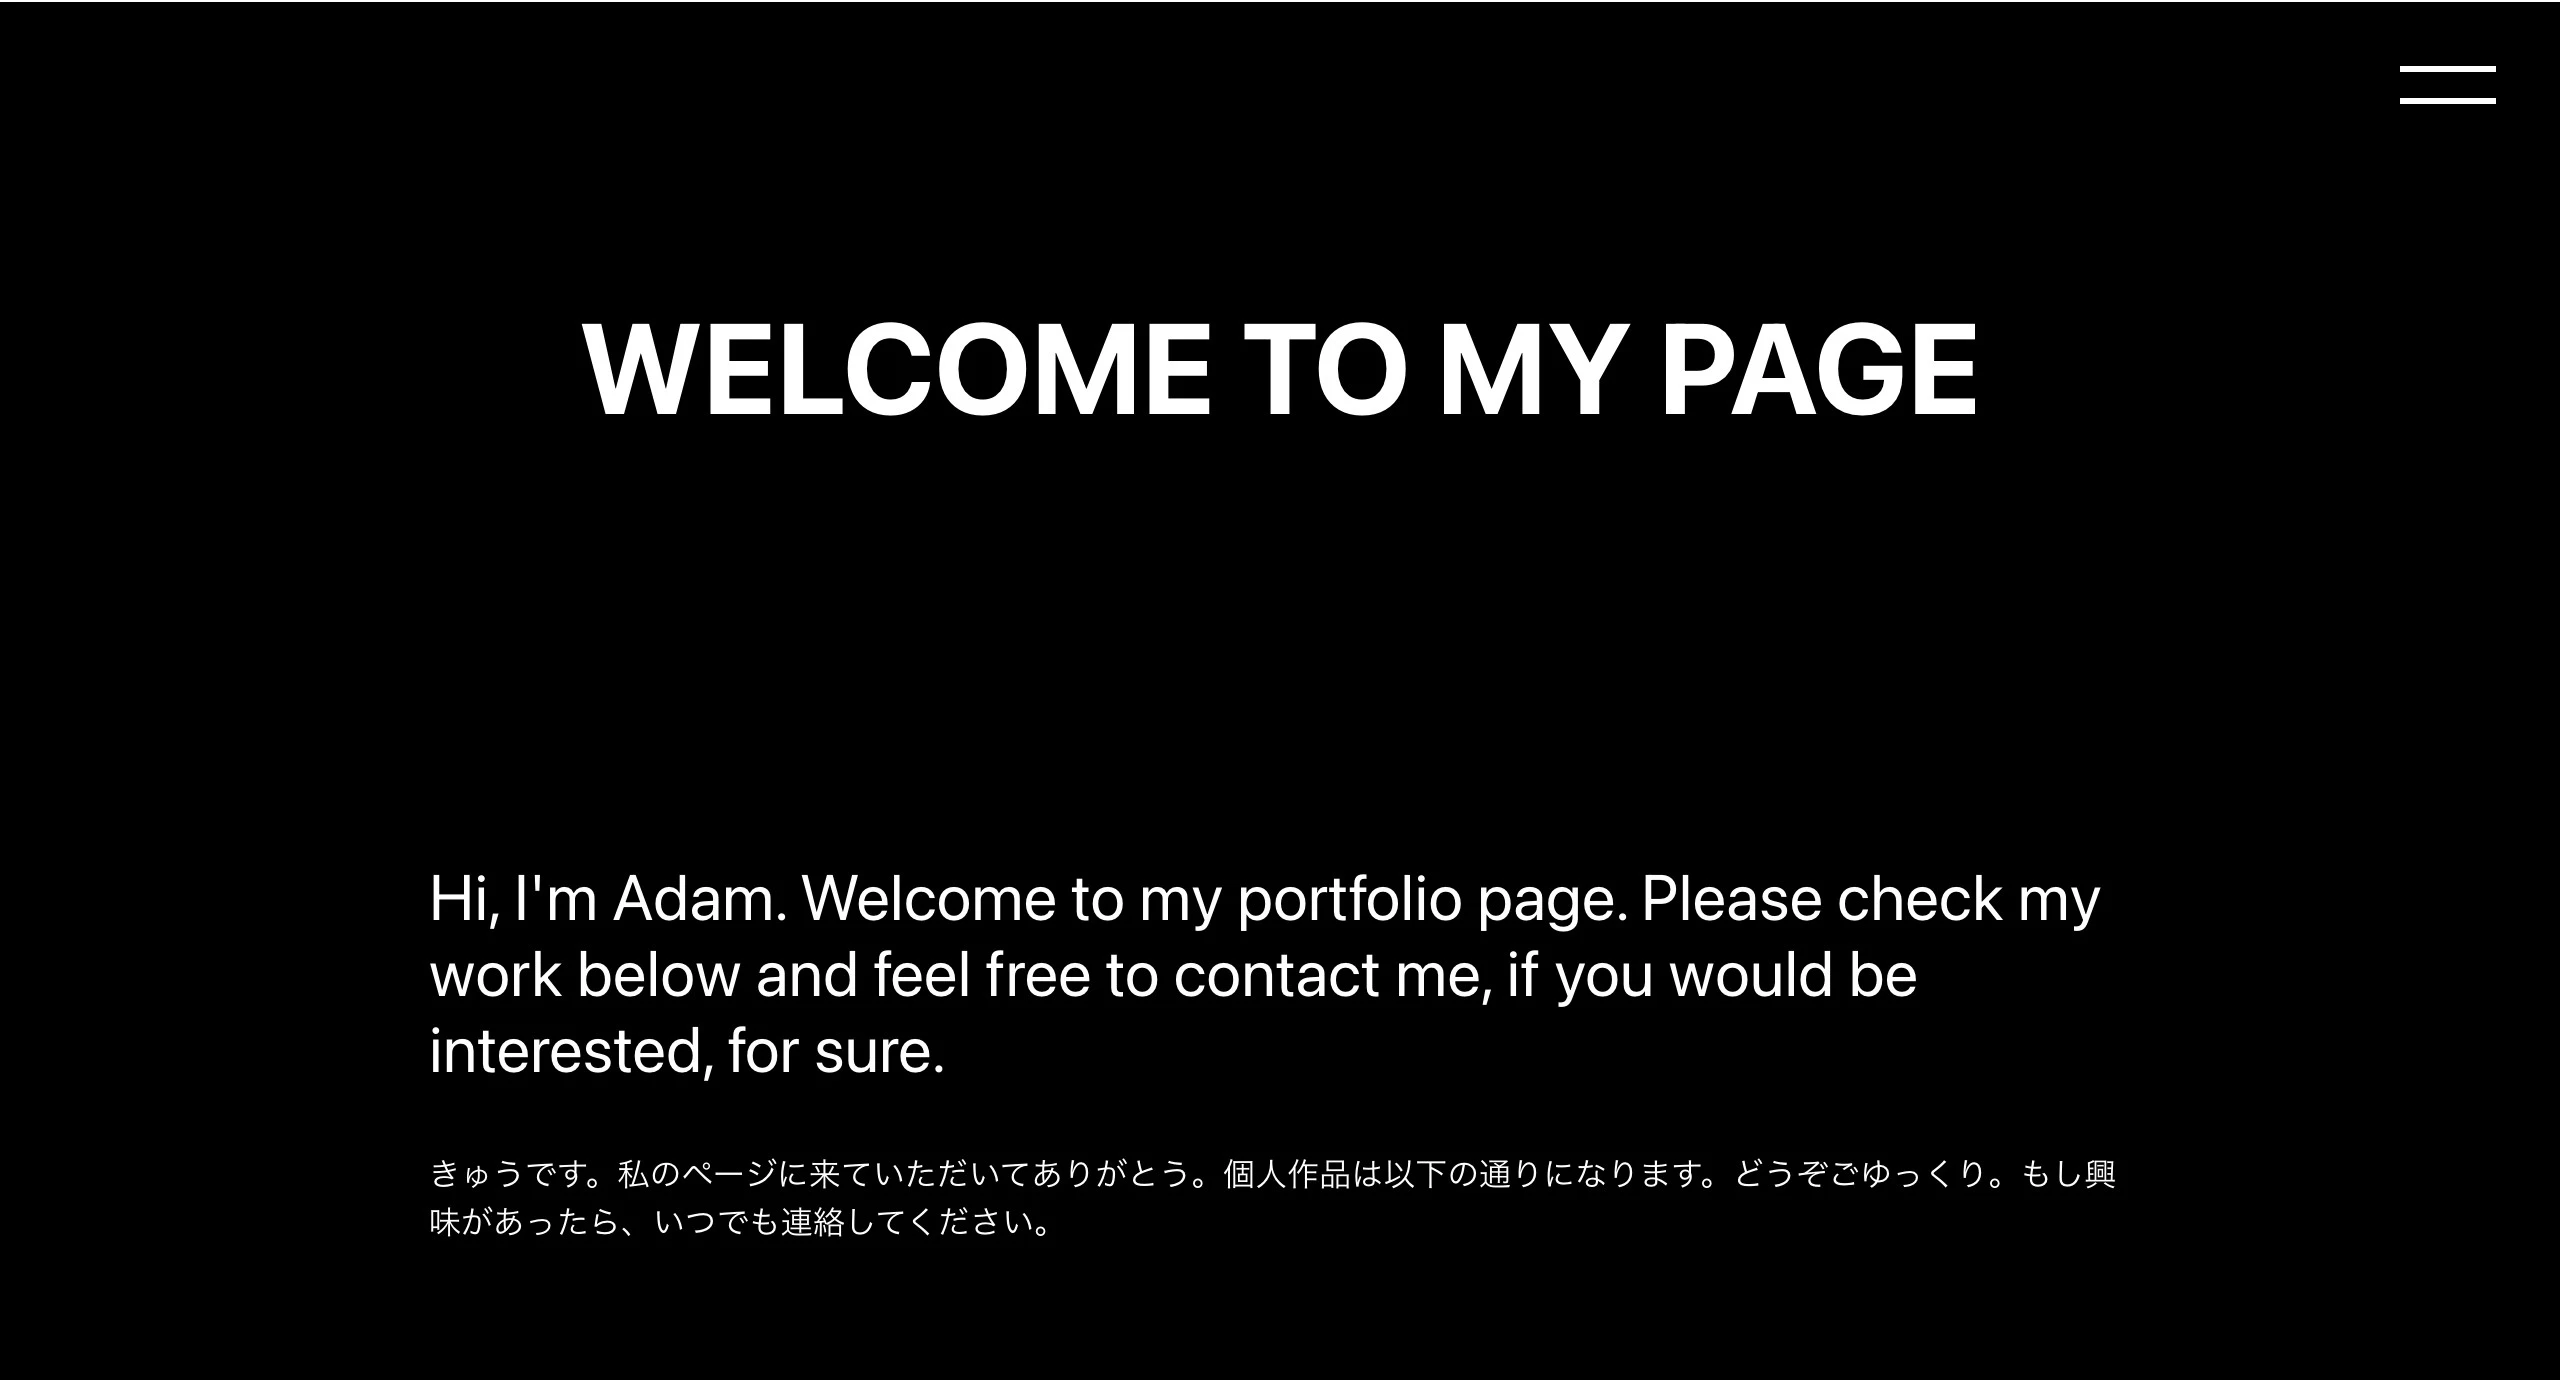 WELCOME TO MY PAGE
Hi, I'm Adam. Welcome to my portfolio page. Please check my
work below and feel free to contact me, if you would be
interested, for sure.
きゅうです。私のページに来ていただいてありがとう。個人作品は以下の通りになります。どうぞごゆっくり。もし興
味があったら、いつでも連絡してください。